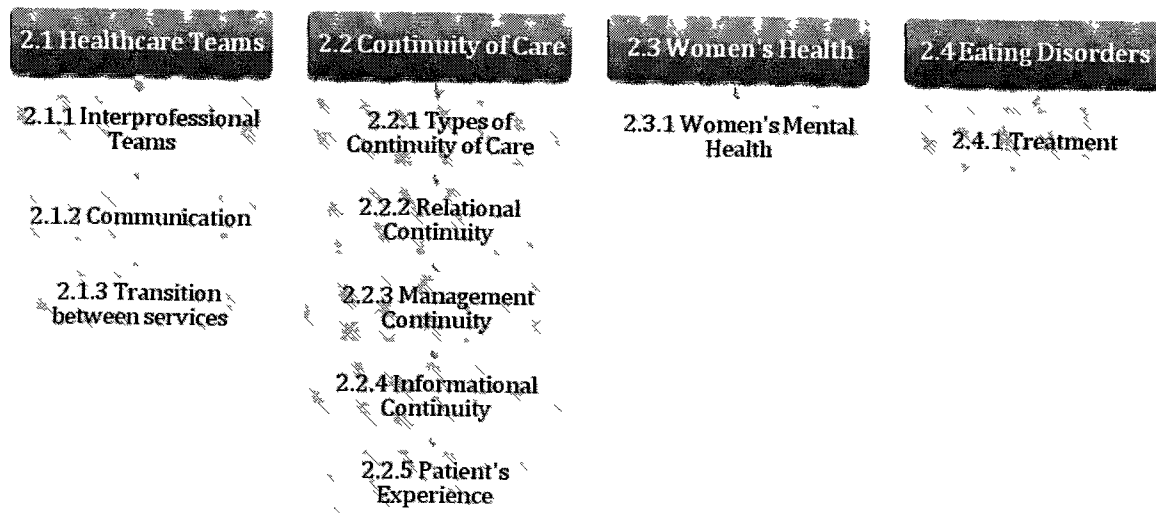 2.1 Healthcare Teams
2.1.1 Interprofessional
Teams
2.1.2 Communication
2.1.3 Transition
between services
2.2 Continuity of Care
2.2.1 Types of
Continuity of Care
2.2.2 Relational
Continuity
2.2.3 Management
Continuity
2.2.4 Informational
Continuity
2.2.5 Patient's
Experience
2.3 Women's Health
2.3.1 Women's Mental
Health
2.4 Eating Disorders
2.4.1 Treatment